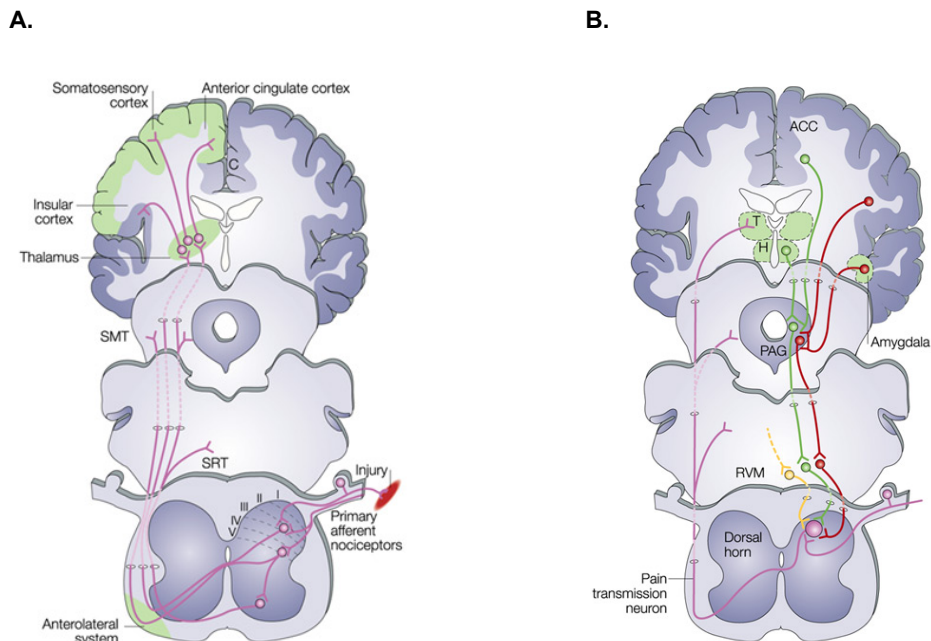 A.
B.
Somatosensory
cortex
Anterior cingulate cortex
ACC
C
Insular
cortex
Thalamus
T
H
SMT
PAG
Amygdala
SRT
Injury
RVM
I
II
III
IV
V
Primary
afferent
nociceptors
Dorsal
horn
Pain
transmission
neuron
Anterolateral
system